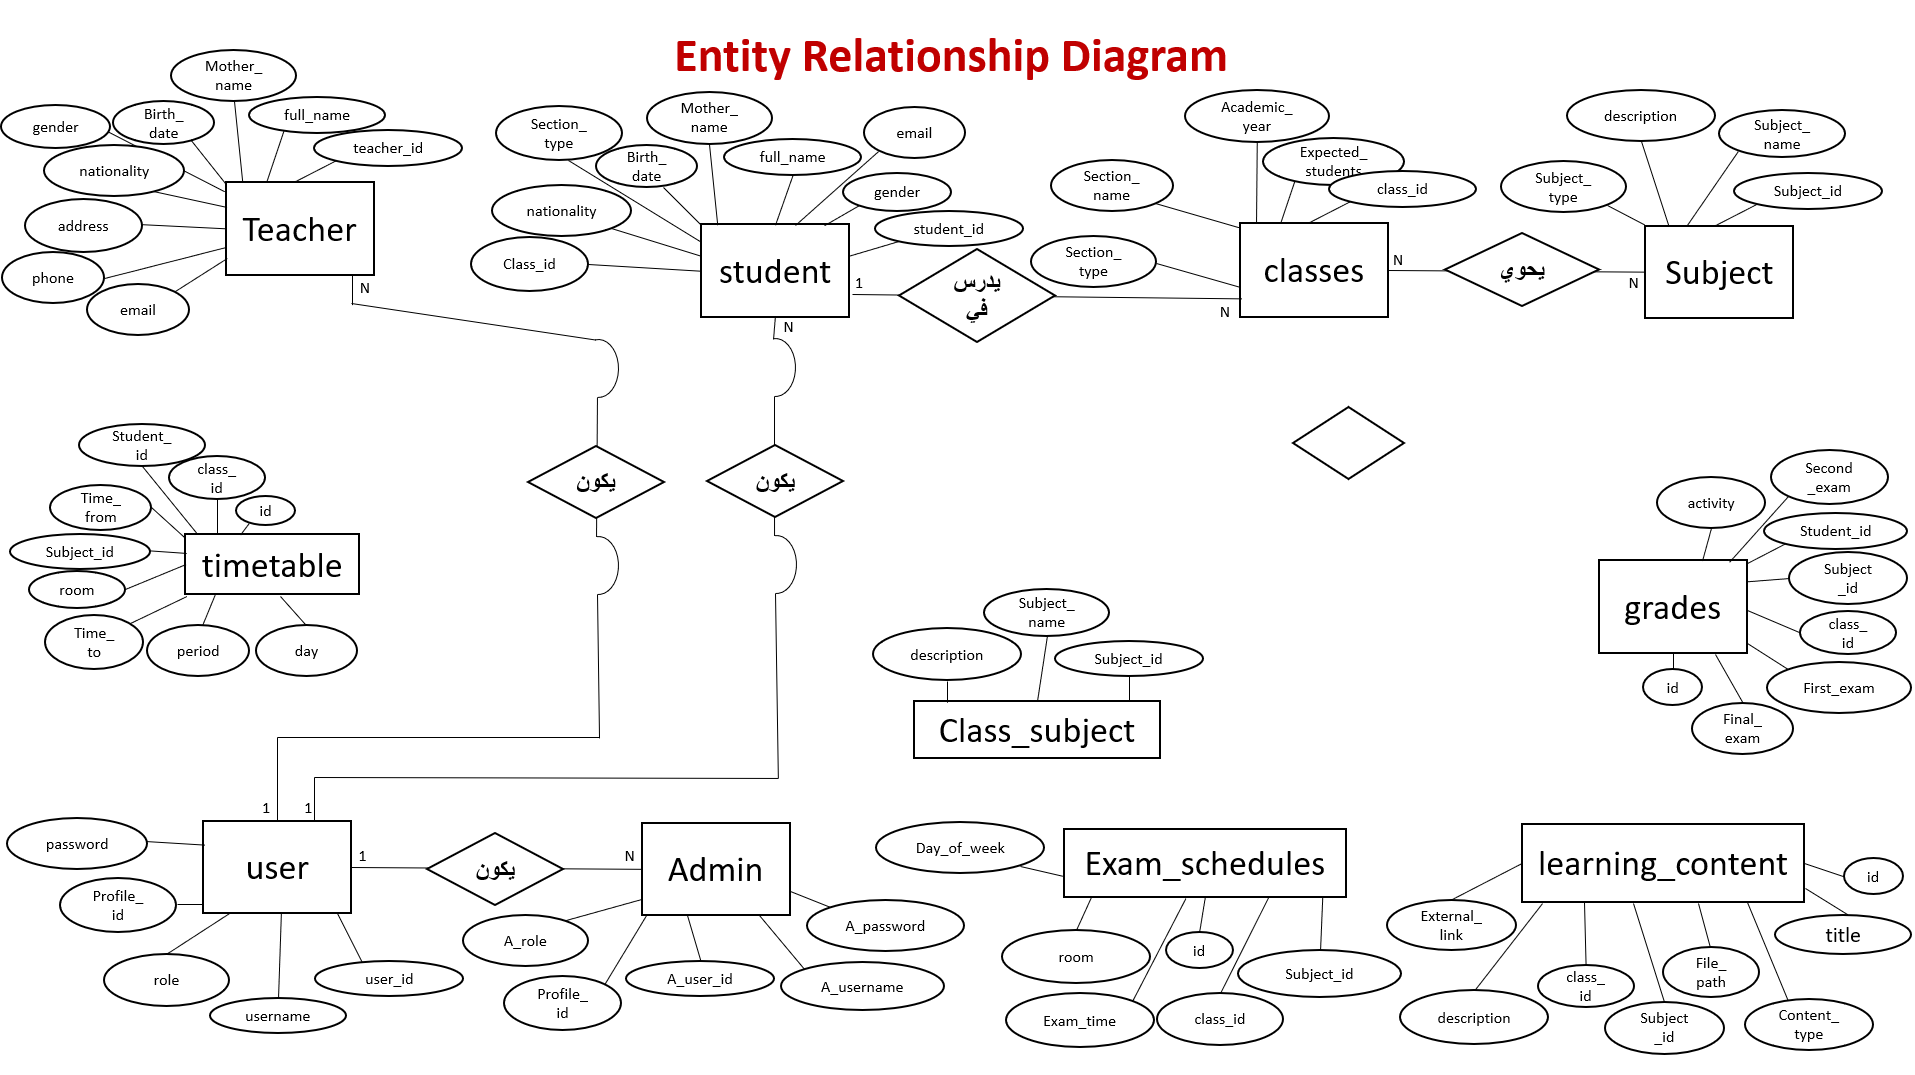 Entity Relationship Diagram
Mother_
name
gender
Birth_
date
full_name
teacher_id
nationality
address
phone
email
Teacher
N
Section_
type
Mother_
name
Birth_
date
full_name
email
gender
nationality
student_id
Class_id
student
N
1
يدرس
في
N
Academic_
year
Expected_
students
Section_
name
class_id
Section_
type
classes
N
يحوي
N
description
Subject_
name
Subject_
type
Subject_id
Subject
Student_
id
class_
id
Time_
from
id
Subject_id
room
Time_
to
period
day
timetable
يكون
يكون
Subject_
name
description
Subject_id
Class_subject
activity
Second
_exam
Student_id
Subject
_id
class_
id
First_exam
id
Final_
exam
grades
1
1
password
Profile_
id
role
username
user_id
user
1
يكون
N
Admin
A_role
Profile_
id
A_user_id
A_username
A_password
Day_of_week
Exam_schedules
room
id
Subject_id
Exam_time
class_id
learning_content
id
External_
link
title
description
class_
id
File_
path
Subject
_id
Content_
type